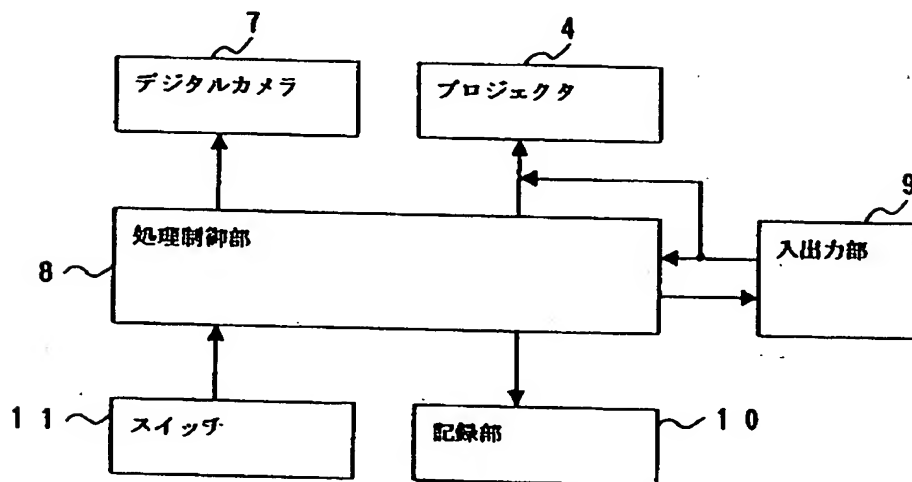 7
4
デジタルカメラ
プロジェクタ
9
処理制御部
入出力部
8
11
スイッチ
記録部
10